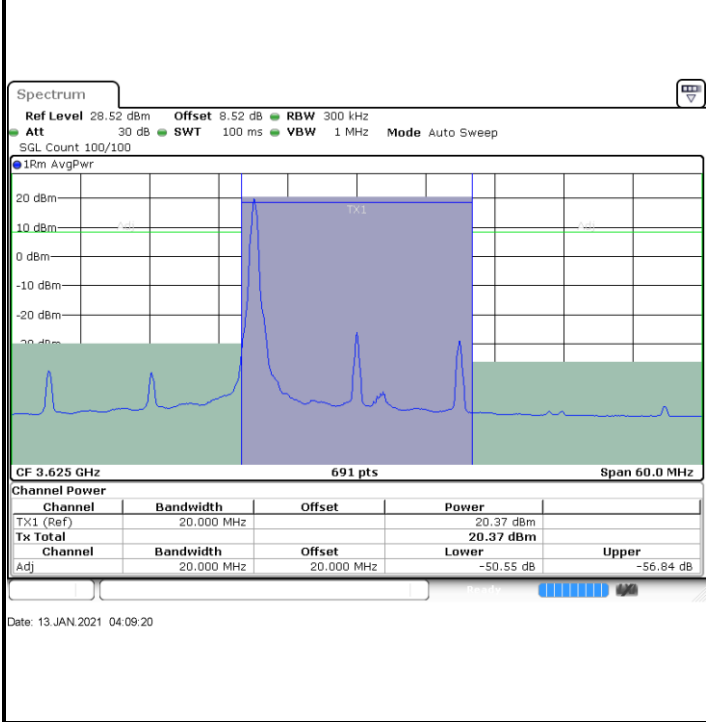 Spectrum
Ref Level 28.52 dBm Offset 8.52 dB RBW 300 kHz
Att 30 dB SWT 100 ms VBW 1 MHz Mode Auto Sweep
SGL Count 100/100
1Rm AvgPwr
20 dBm
TX1
Adj
Adj
10 dBm
0 dBm
-10 dBm
-20 dBm
-30 dBm
CF 3.625 GHz 691 pts Span 60.0 MHz
Channel Power
Channel Bandwidth Offset Power
TX1 (Ref) 20.000 MHz 20.37 dBm
Tx Total 20.37 dBm
Channel Bandwidth Offset Lower Upper
Adj 20.000 MHz 20.000 MHz -50.55 dB -56.84 dB
Ready
Date: 13.JAN.2021 04:09:20